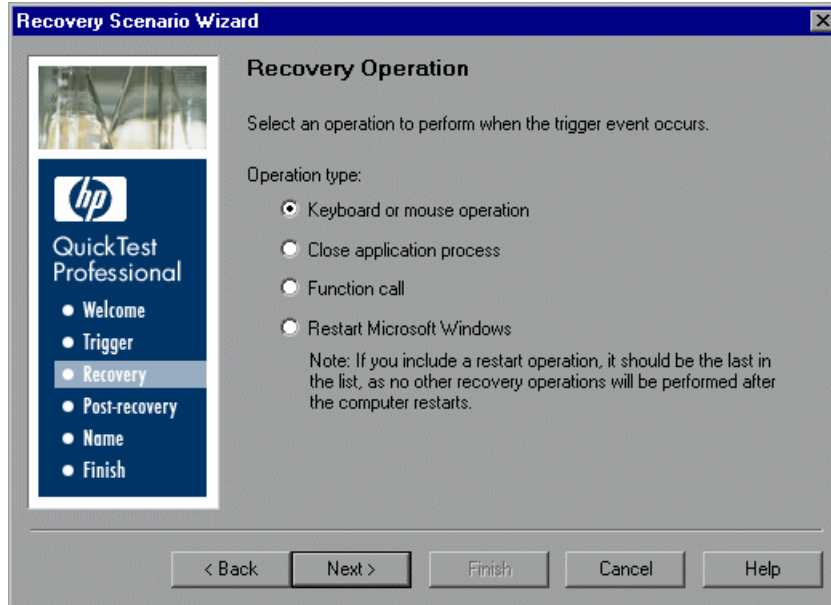 Recovery Scenario Wizard
Recovery Operation
Select an operation to perform when the trigger event occurs.
Operation type:
Keyboard or mouse operation
Close application process
Function call
Restart Microsoft Windows
Note: If you include a restart operation, it should be the last in
the list, as no other recovery operations will be performed after
the computer restarts.
hp
QuickTest
Professional
Welcome
Trigger
Recovery
Post-recovery
Name
Finish
< Back
Next >
Finish
Cancel
Help